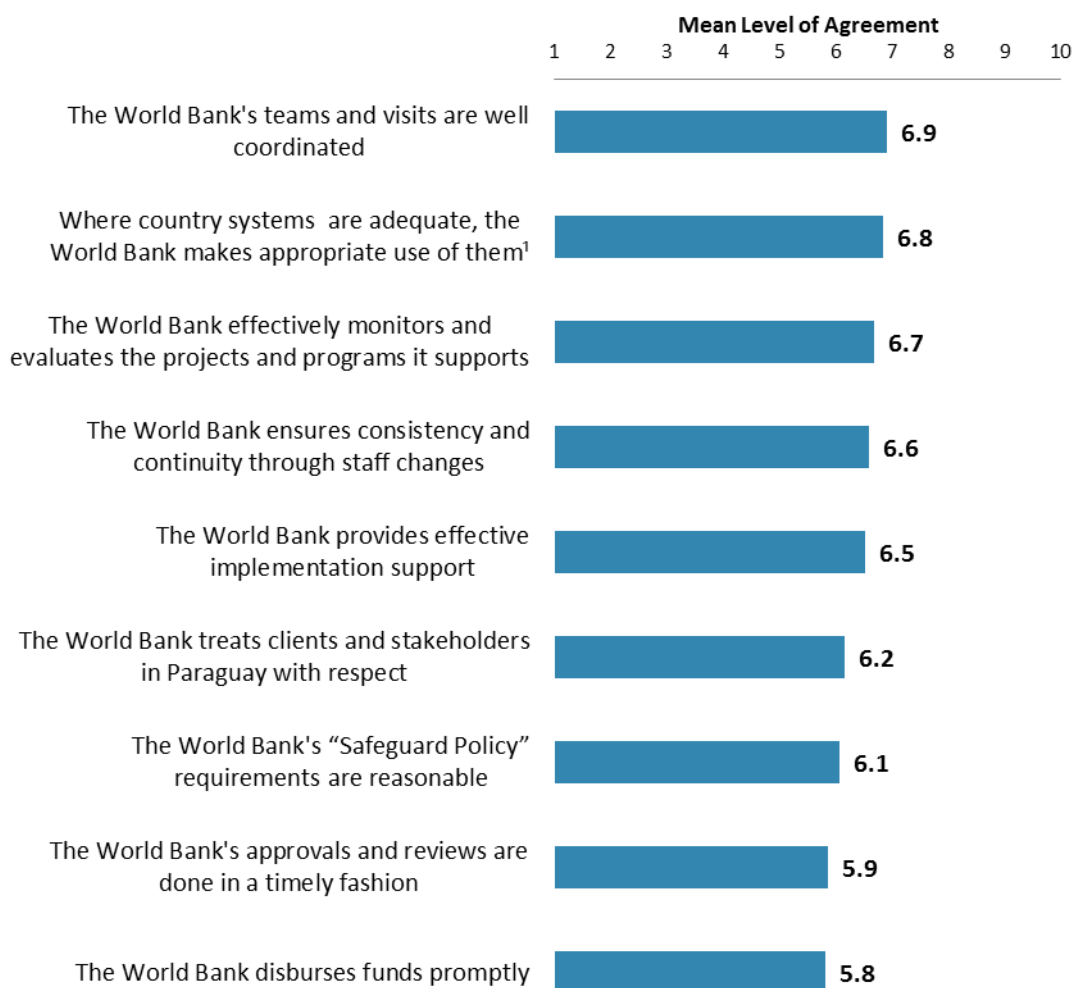 Mean Level of Agreement
1 2 3 4 5 6 7 8 9 10
The World Bank's teams and visits are well
coordinated
6.9
Where country systems are adequate, the
World Bank makes appropriate use of them¹
6.8
The World Bank effectively monitors and
evaluates the projects and programs it supports
6.7
The World Bank ensures consistency and
continuity through staff changes
6.6
The World Bank provides effective
implementation support
6.5
The World Bank treats clients and stakeholders
in Paraguay with respect
6.2
The World Bank's “Safeguard Policy”
requirements are reasonable
6.1
The World Bank's approvals and reviews are
done in a timely fashion
5.9
The World Bank disburses funds promptly
5.8